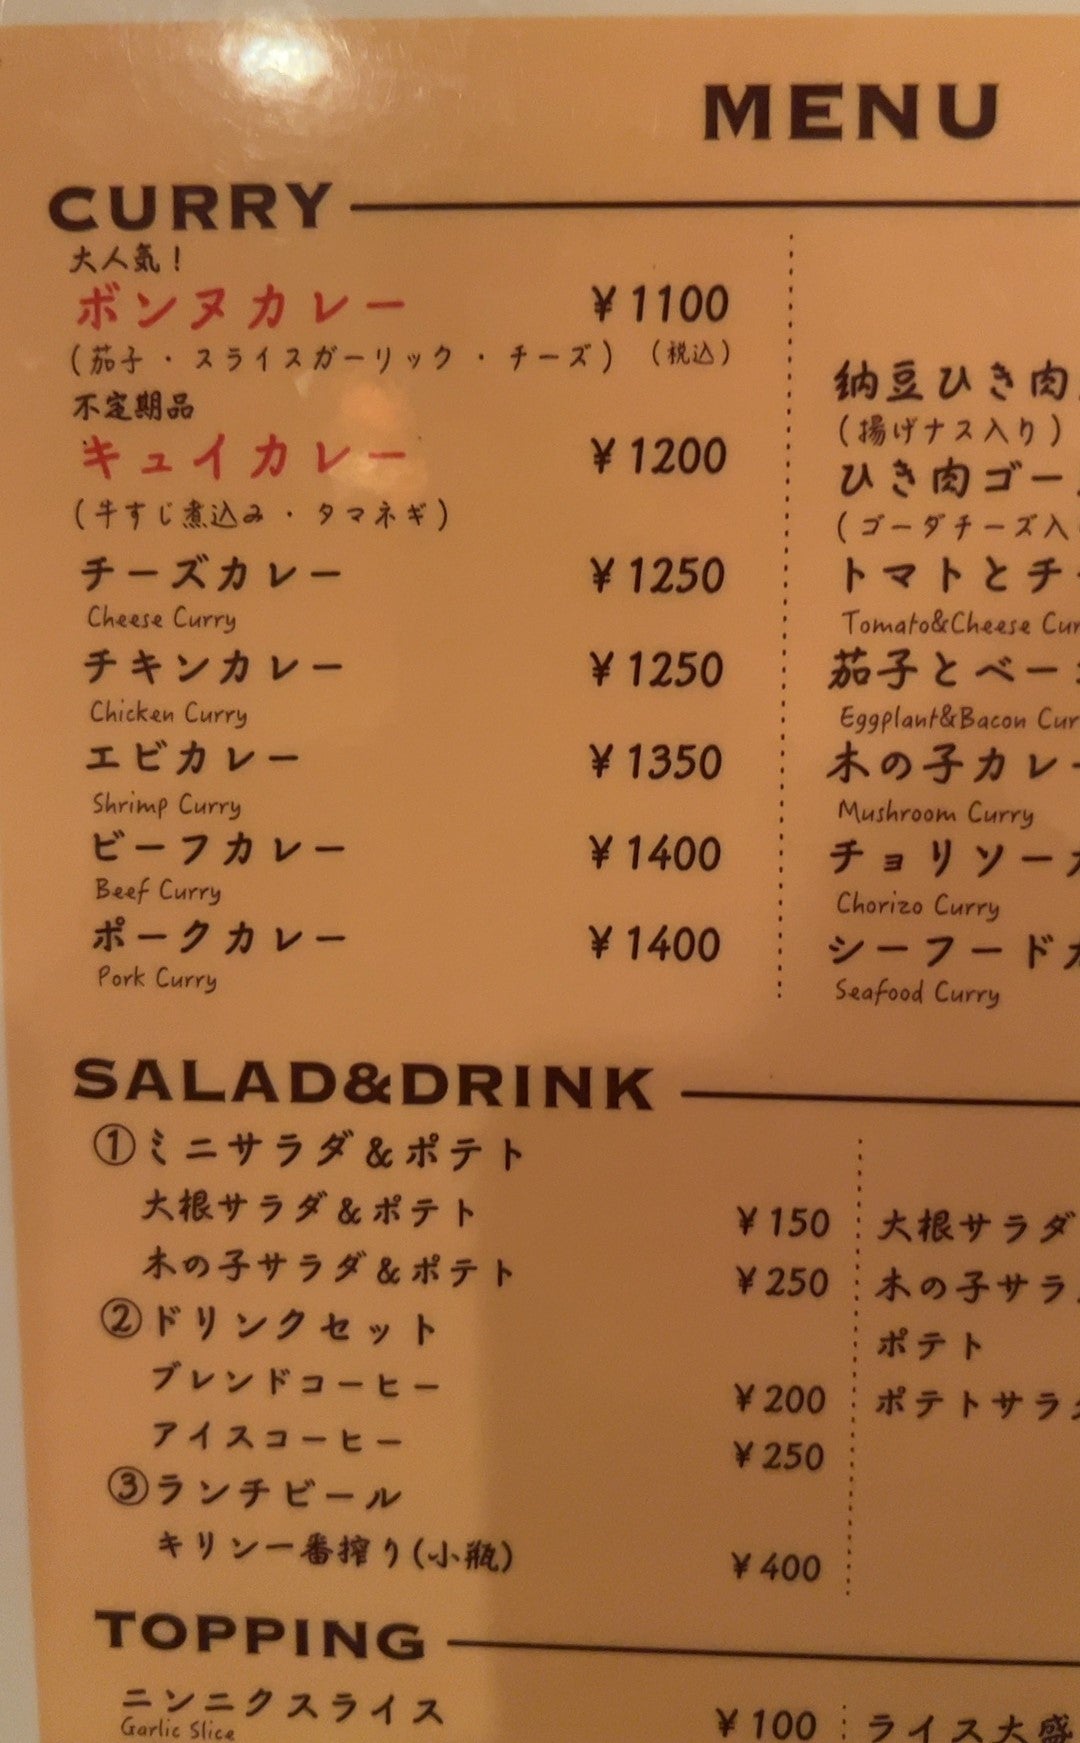 MENU
CURRY
大人気！
ボンヌカレー ¥1100
(茄子・スライスガーリック・チーズ) (税込)
不定期品
キュイカレー ¥1200
(牛すじ煮込み・タマネギ)
チーズカレー ¥1250
Cheese Curry
チキンカレー ¥1250
Chicken Curry
エビカレー ¥1350
Shrimp Curry
ビーフカレー ¥1400
Beef Curry
ポークカレー ¥1400
Pork Curry
納豆ひき肉
(揚げナス入り)
ひき肉ゴー
(ゴーダチーズ入
トマトとチ
Tomato&Cheese Cur
茄子とベー
Eggplant&Bacon Cur
木の子カレー
Mushroom Curry
チョリソー
Chorizo Curry
シーフード
Seafood Curry
SALAD&DRINK
①ミニサラダ&ポテト
大根サラダ&ポテト ¥150
木の子サラダ&ポテト ¥250
②ドリンクセット
ブレンドコーヒー ¥200
アイスコーヒー ¥250
③ランチビール
キリン一番搾り(小瓶) ¥400
大根サラダ
木の子サラ
ポテト
ポテトサラ
TOPPING
ニンニクスライス ¥100
Garlic Slice
ライス大盛